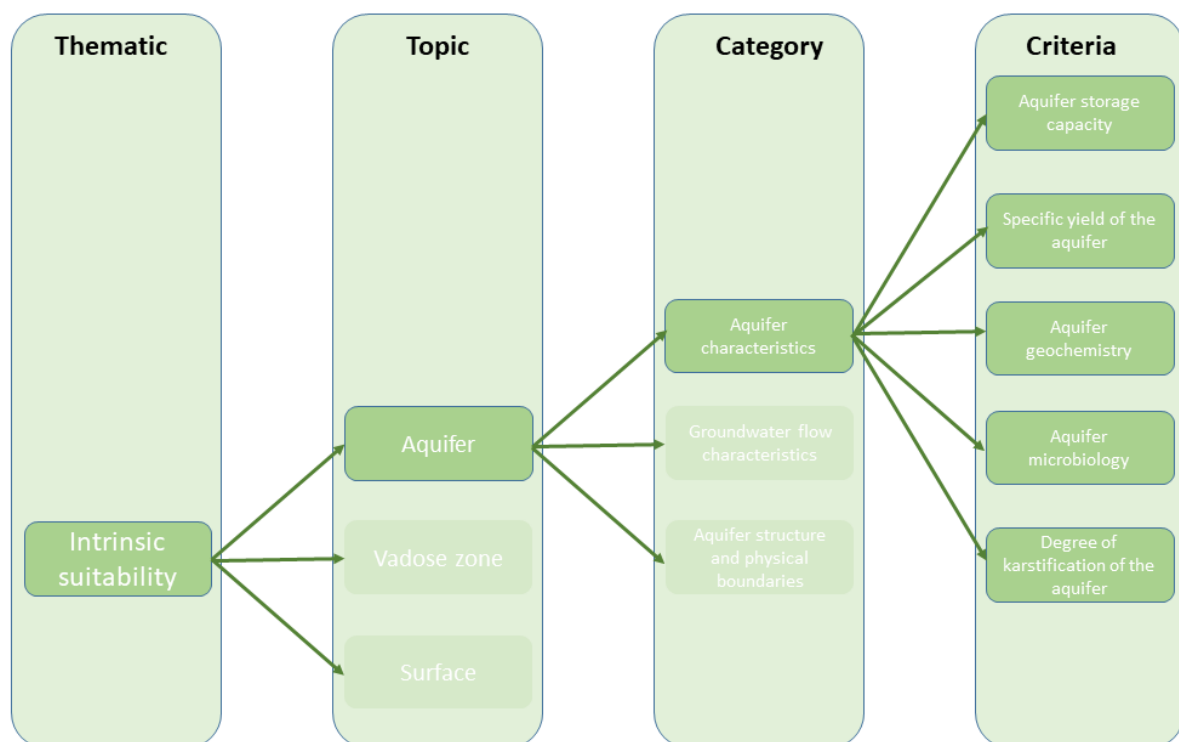 Thematic
Topic
Category
Criteria
Intrinsic
suitability
Aquifer
Vadose zone
Surface
Aquifer
characteristics
Groundwater flow
characteristics
Aquifer structure
and physical
boundaries
Aquifer storage
capacity
Specific yield of the
aquifer
Aquifer
geochemistry
Aquifer
microbiology
Degree of
karstification of the
aquifer